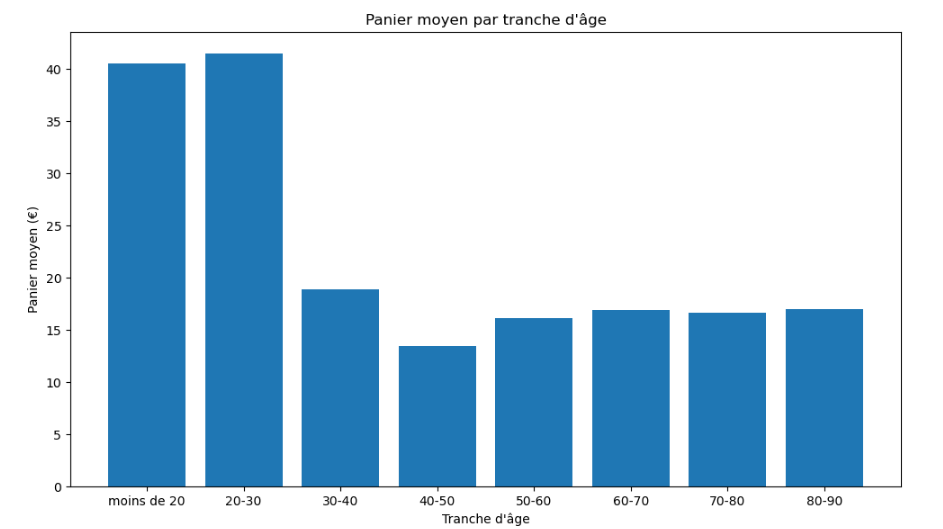 Panier moyen par tranche d'âge
Panier moyen (€)
40
35
30
25
20
15
10
5
0
moins de 20 20-30 30-40 40-50 50-60 60-70 70-80 80-90
Tranche d'âge